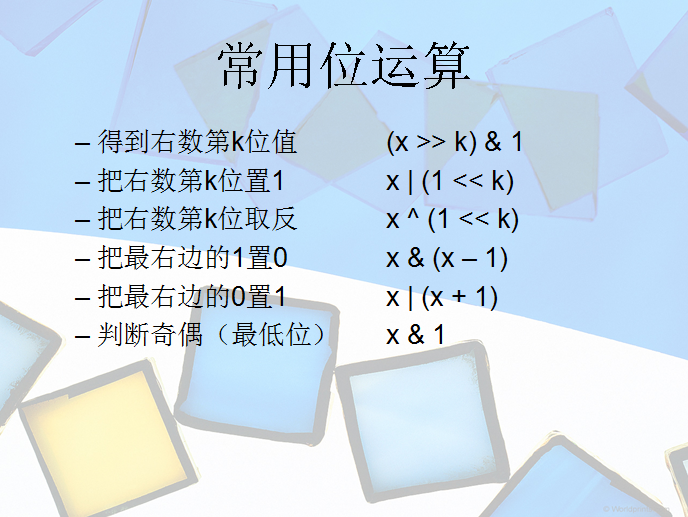 常用位运算
– 得到右数第k位值 (x >> k) & 1
– 把右数第k位置1 x | (1 << k)
– 把右数第k位取反 x ^ (1 << k)
– 把最右边的1置0 x & (x – 1)
– 把最右边的0置1 x | (x + 1)
– 判断奇偶（最低位） x & 1